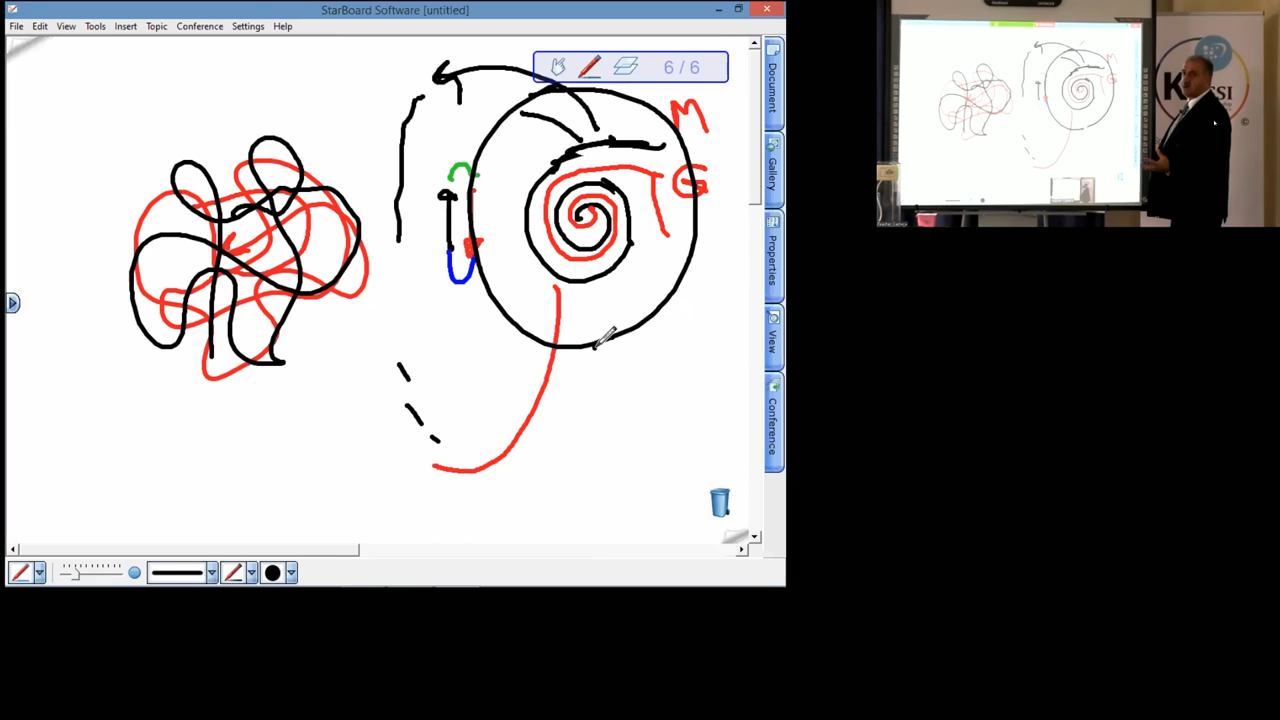 StarBoard Software [untitled]
File Edit View Tools Insert Topic Conference Settings Help
6 / 6
M
G
Document
Gallery
Properties
View
Conference
K SSI
©